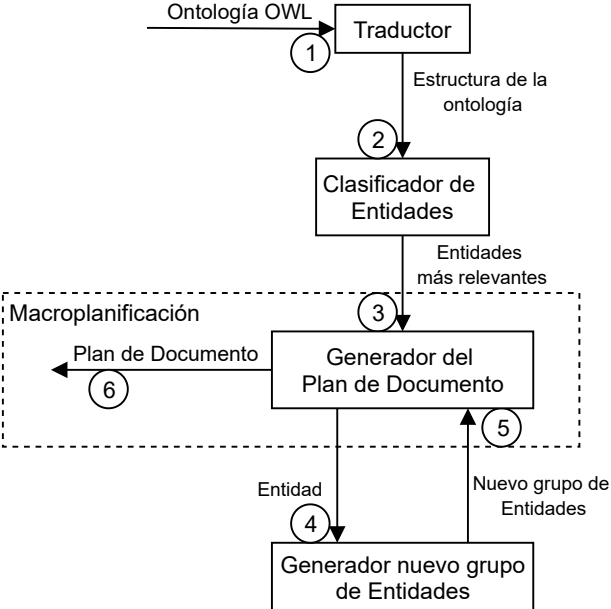 Ontología OWL
1
Traductor
Estructura de la
ontología
2
Clasificador de
Entidades
Entidades
más relevantes
Macroplanificación
3
Plan de Documento
6
Generador del
Plan de Documento
5
Entidad
4
Nuevo grupo de
Entidades
Generador nuevo grupo
de Entidades